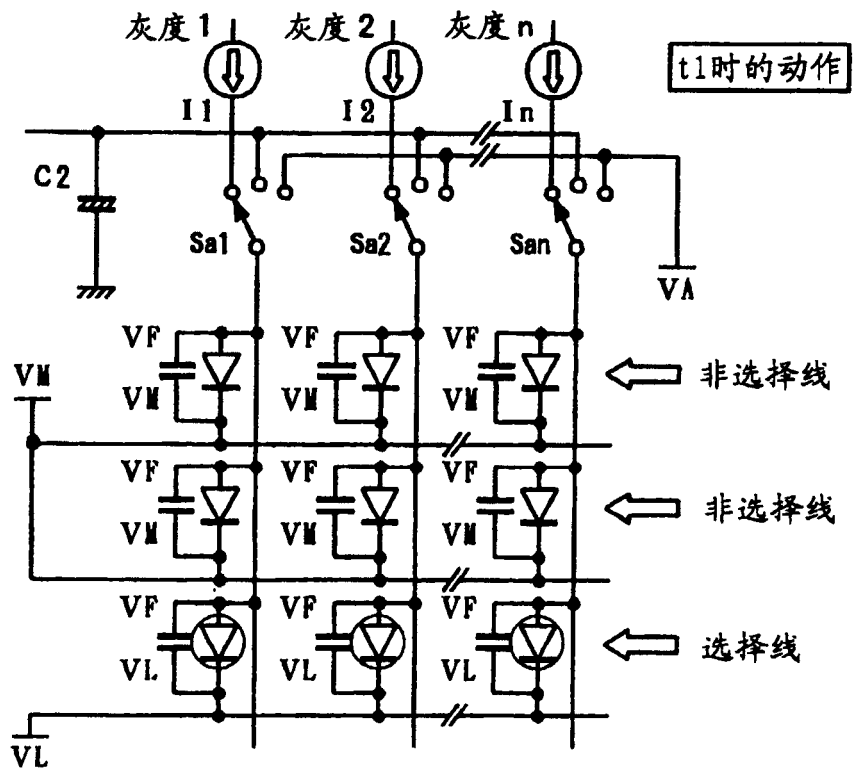 灰度1 灰度2 灰度n
t1时的动作
I1 I2 In
C2
Sa1 Sa2 San
VA
VF VF VF
VM
VM VM VM
非选择线
VF VF VF
VM VM VM
非选择线
VF VF VF
VL VL VL
选择线
VL